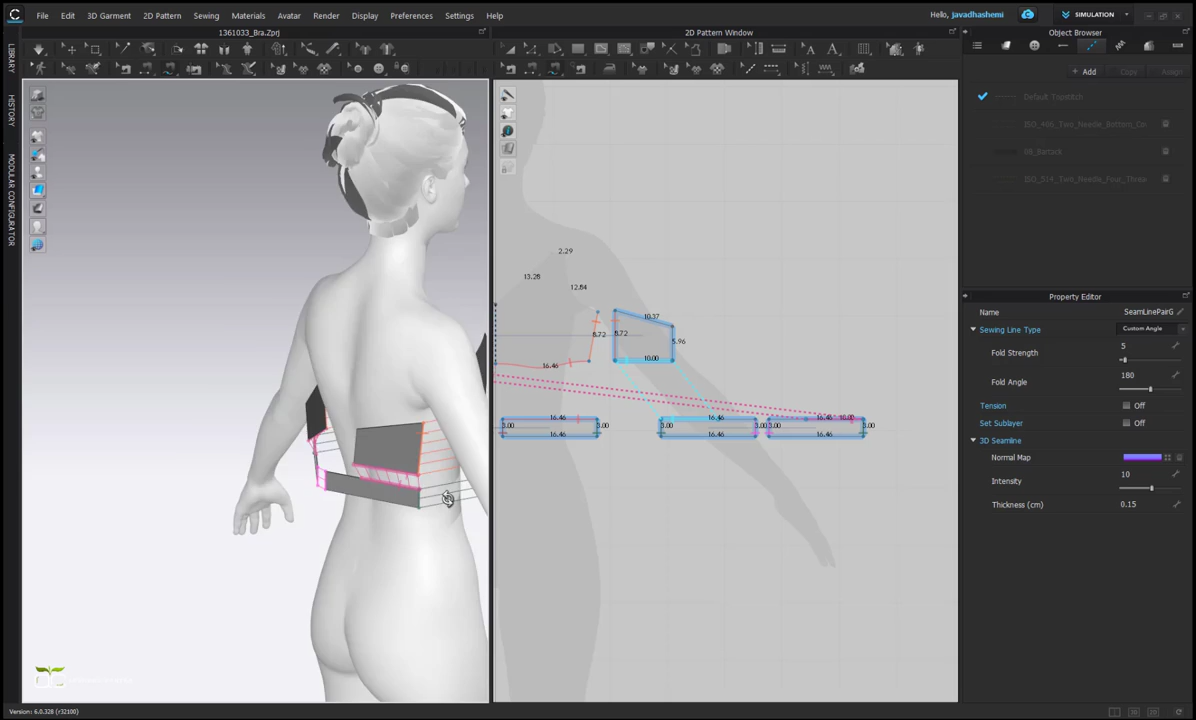 File Edit 3D Garment 2D Pattern Sewing Materials Avatar Render Display Preferences Settings Help
Hello, javadhashemi
SIMULATION
1361033_Bra.Zprj
2D Pattern Window
Object Browser
LIBRARY
HISTORY
MODULAR CONFIGURATOR
+ Add Copy Assign
Default Topstitch
ISO_406_Two_Needle_Bottom_Co
Bartack
ISO_514_Two_Needle_Four_Threa
2.29
13.28
12.84
10.37
8.72 8.72
5.96
10.00
16.46
16.46 16.46 16.46 10.00
3.00 3.00 3.00 3.00 3.00
16.46 16.46 16.46
Property Editor
Name SeamLinePairG
Sewing Line Type Custom Angle
Fold Strength 5
Fold Angle 180
Tension Off
Set Sublayer Off
3D Seamline
Normal Map
Intensity 10
Thickness (cm) 0.15
Version: 6.0.328 (r32100)